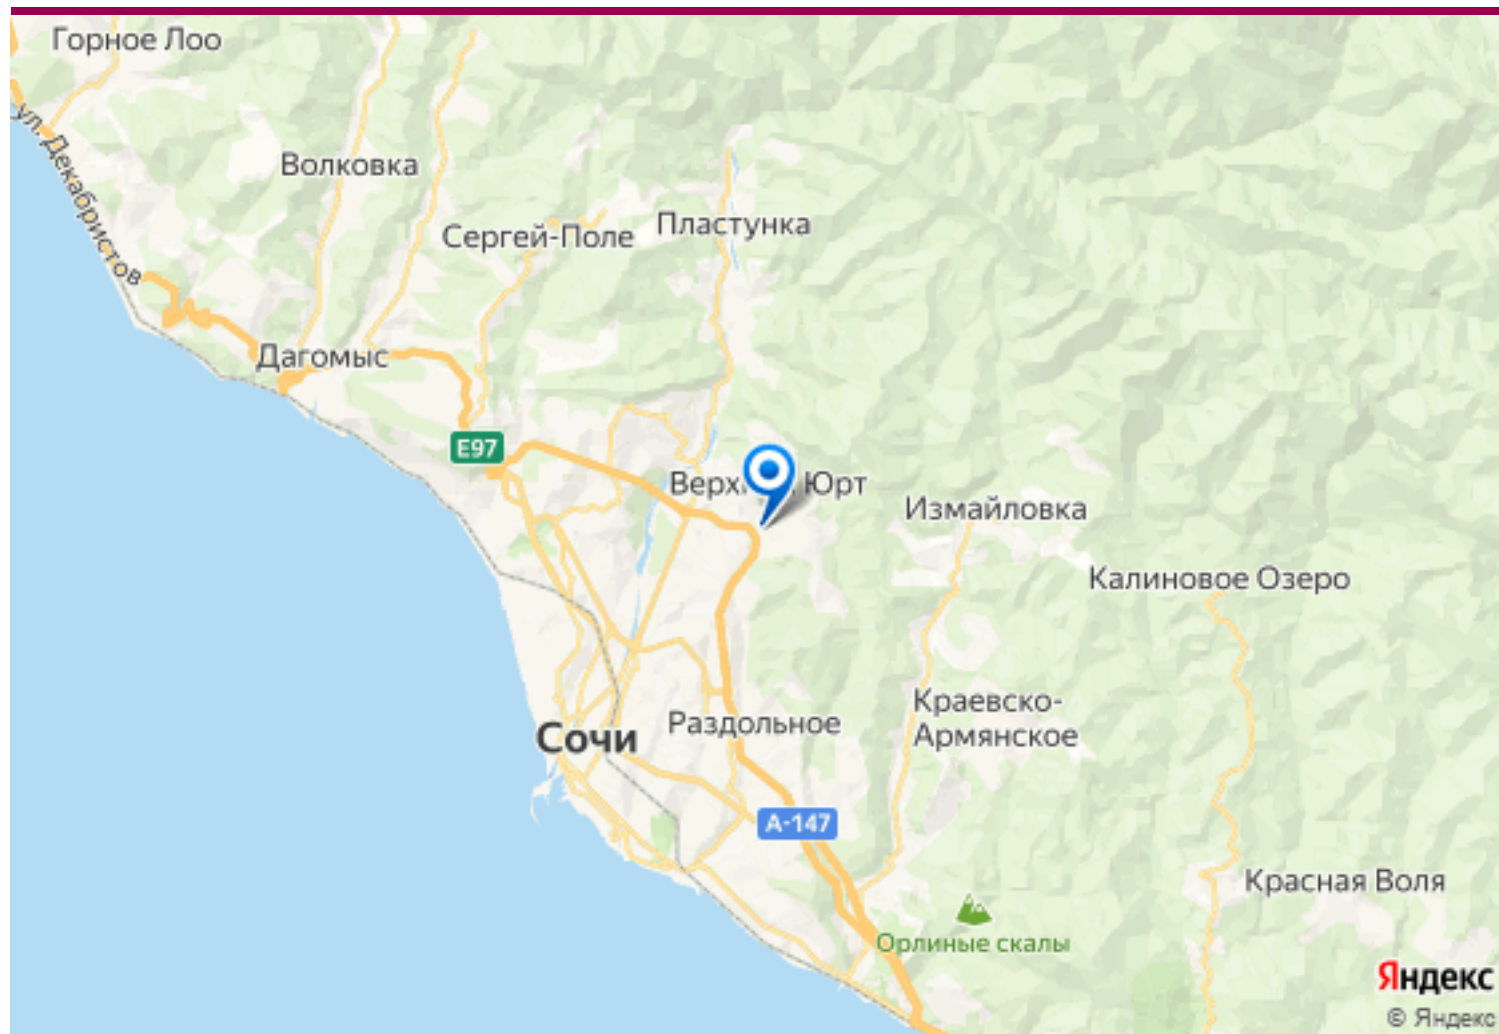 Горное Лоо
ул. Декабристов
Волковка
Сергей-Поле
Пластунка
Дагомыс
E97
Юрт
Измайловка
Калиновое Озеро
Краевско-
Армянское
Раздольное
Сочи
А-147
Красная Воля
Орлиные скалы
Яндекс
© Яндекс